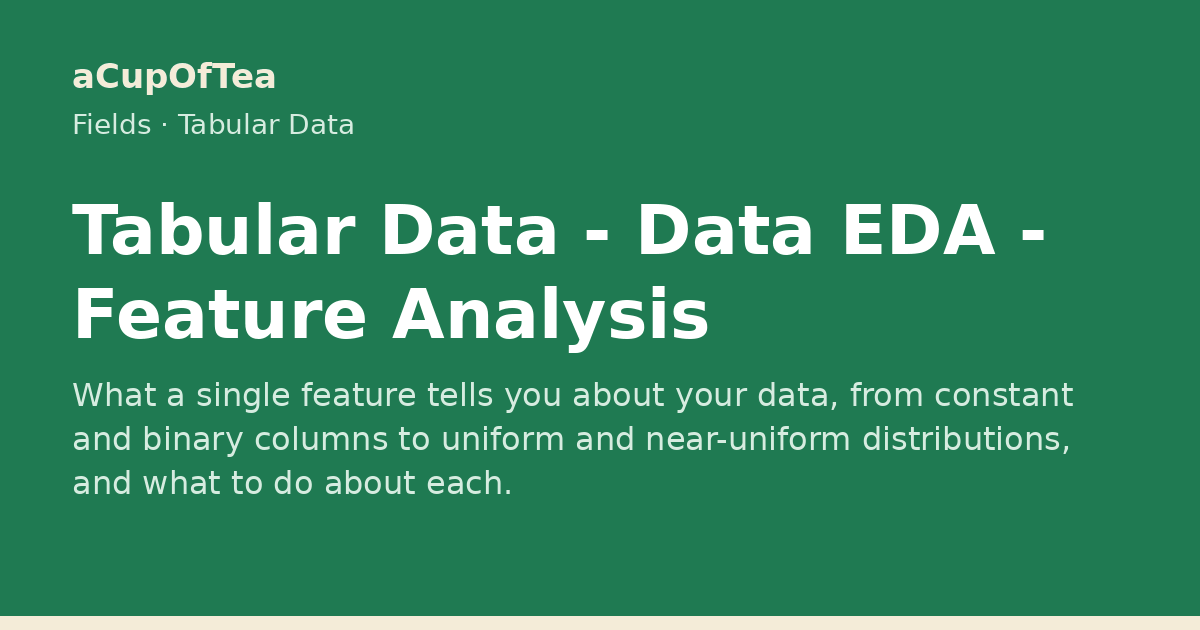 aCupOfTea
Fields · Tabular Data
Tabular Data - Data EDA -
Feature Analysis
What a single feature tells you about your data, from constant
and binary columns to uniform and near-uniform distributions,
and what to do about each.